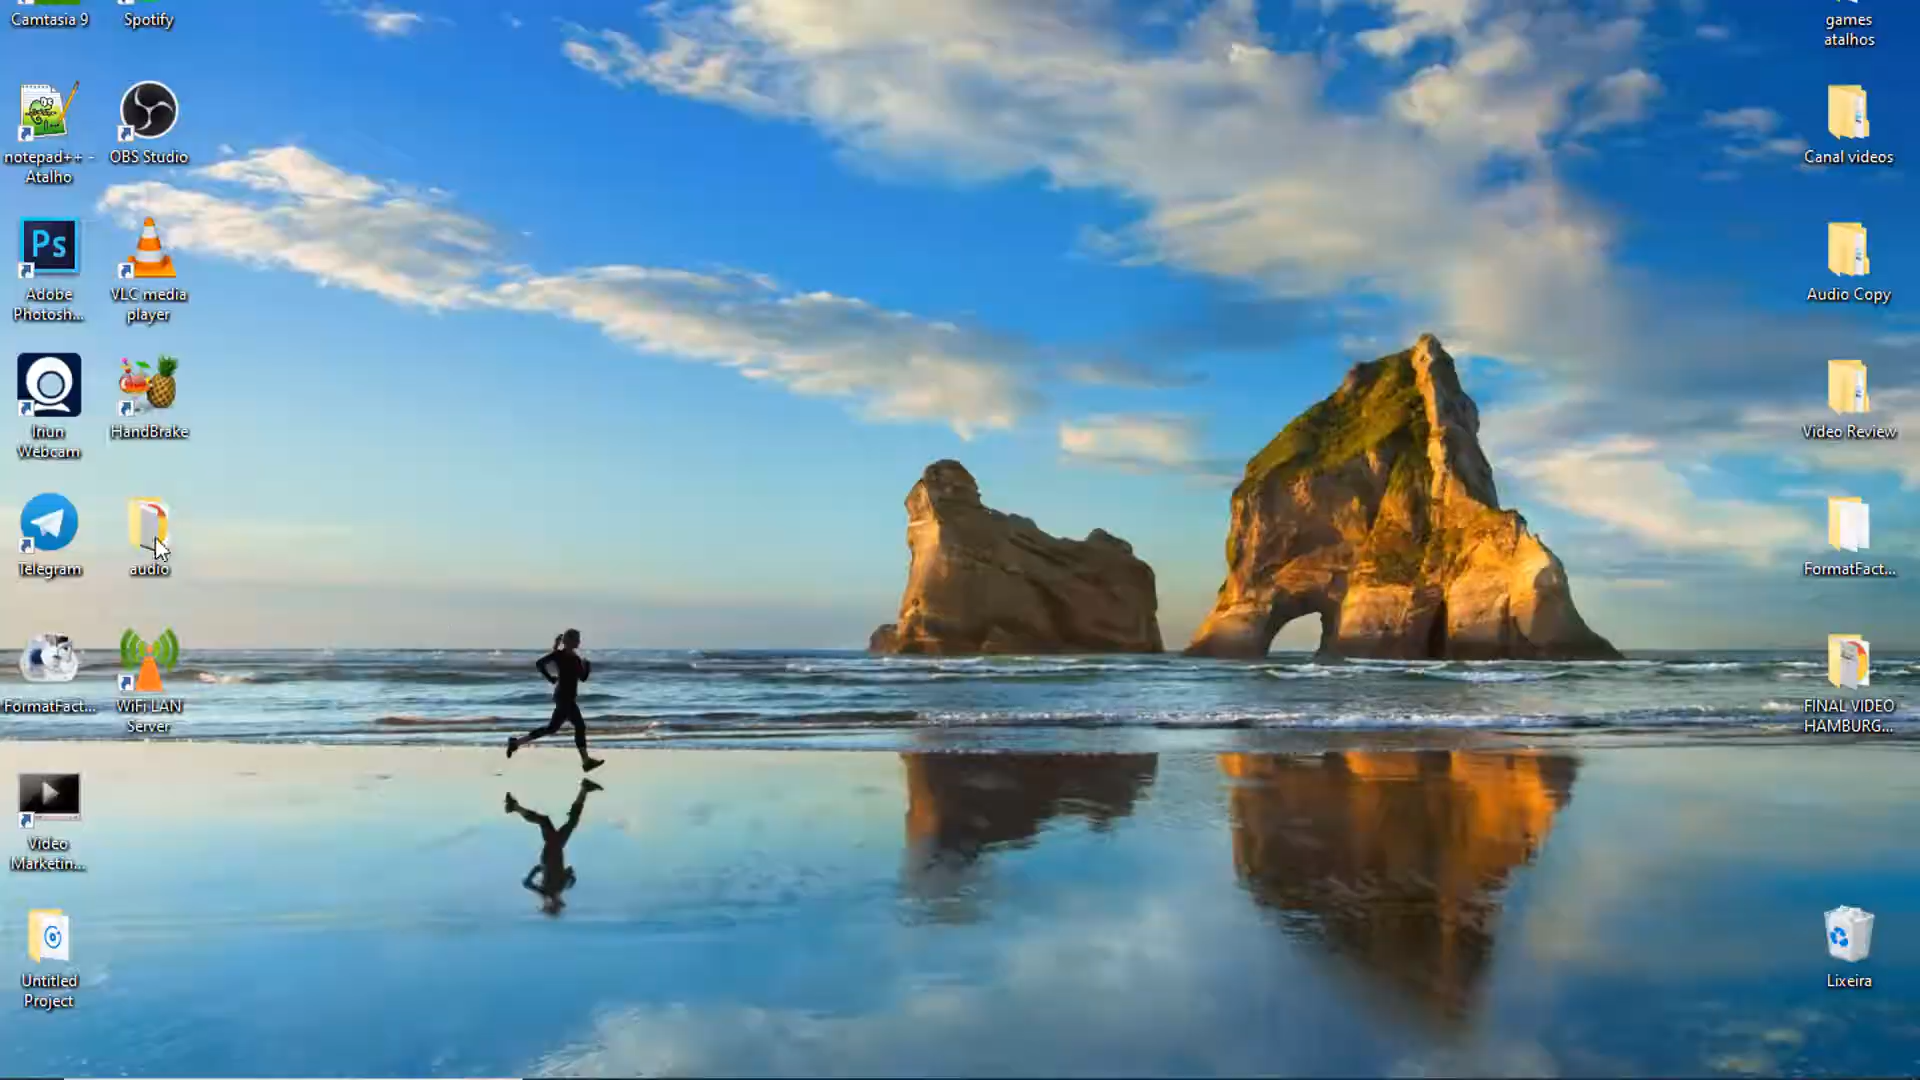 Camtasia 9
Spotify
games
atalhos
notepad++ -
Atalho
OBS Studio
Canal videos
Ps
Adobe
Photosh...
VLC media
player
Audio Copy
Iriun
Webcam
HandBrake
Video Review
Telegram
audio
FormatFact...
FormatFact...
WiFi LAN
Server
FINAL VIDEO
HAMBURG...
Video
Marketin...
Untitled
Project
Lixeira